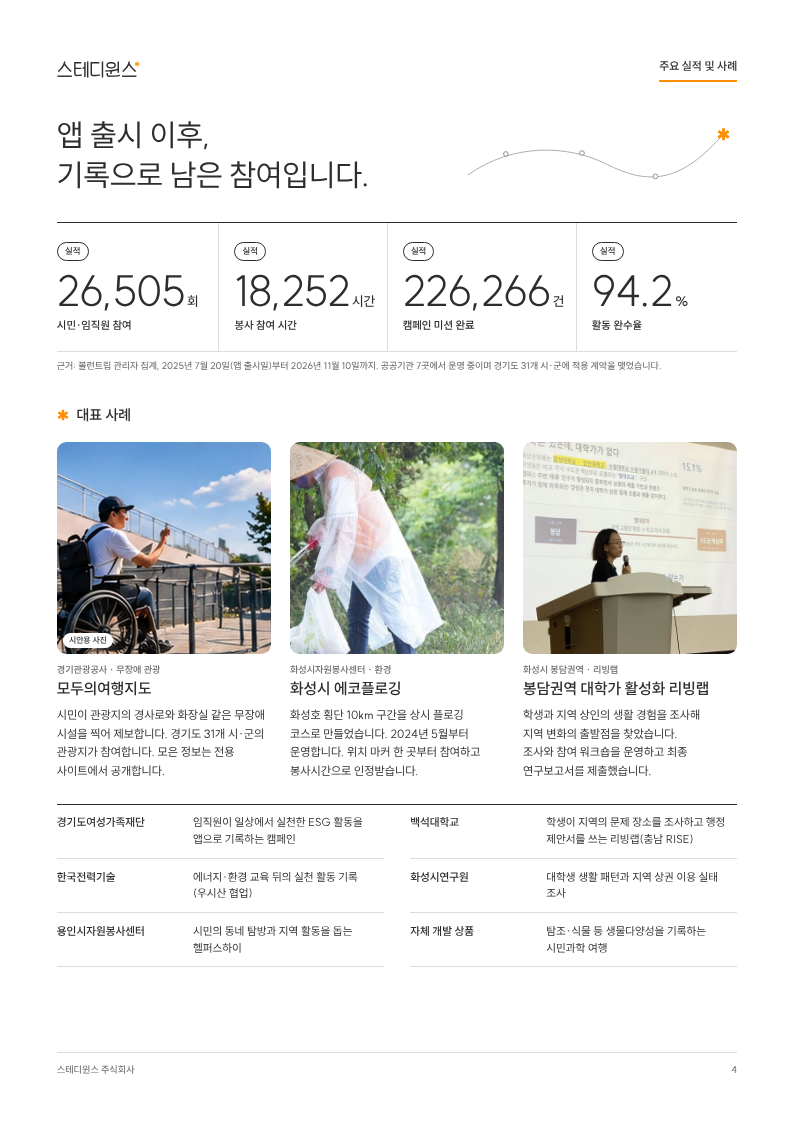 스테디원스
주요 실적 및 사례
앱 출시 이후,
기록으로 남은 참여입니다.
실적
26,505회
시민·임직원 참여
실적
18,252시간
봉사 참여 시간
실적
226,266건
캠페인 미션 완료
실적
94.2%
활동 완수율
근거: 볼런트립 관리자 집계, 2025년 7월 20일(앱 출시일)부터 2026년 11월 10일까지. 공공기관 7곳에서 운영 중이며 경기도 31개 시·군에 적용 계약을 맺었습니다.
대표 사례
시안용 사진
대학가가 없다
15.1%
봉담
경기관광공사 · 무장애 관광
모두의여행지도
시민이 관광지의 경사로와 화장실 같은 무장애
시설을 찍어 제보합니다. 경기도 31개 시·군의
관광지가 참여합니다. 모은 정보는 전용
사이트에서 공개합니다.
화성시자원봉사센터 · 환경
화성시 에코플로깅
화성호 횡단 10km 구간을 상시 플로깅
코스로 만들었습니다. 2024년 5월부터
운영합니다. 위치 마커 한 곳부터 참여하고
봉사시간으로 인정받습니다.
화성시 봉담권역 · 리빙랩
봉담권역 대학가 활성화 리빙랩
학생과 지역 상인의 생활 경험을 조사해
지역 변화의 출발점을 찾았습니다.
조사와 참여 워크숍을 운영하고 최종
연구보고서를 제출했습니다.
경기도여성가족재단
임직원이 일상에서 실천한 ESG 활동을
앱으로 기록하는 캠페인
백석대학교
학생이 지역의 문제 장소를 조사하고 행정
제안서를 쓰는 리빙랩(충남 RISE)
한국전력기술
에너지·환경 교육 뒤의 실천 활동 기록
(우시산 협업)
화성시연구원
대학생 생활 패턴과 지역 상권 이용 실태
조사
용인시자원봉사센터
시민의 동네 탐방과 지역 활동을 돕는
헬퍼스하이
자체 개발 상품
탐조·식물 등 생물다양성을 기록하는
시민과학 여행
스테디원스 주식회사
4